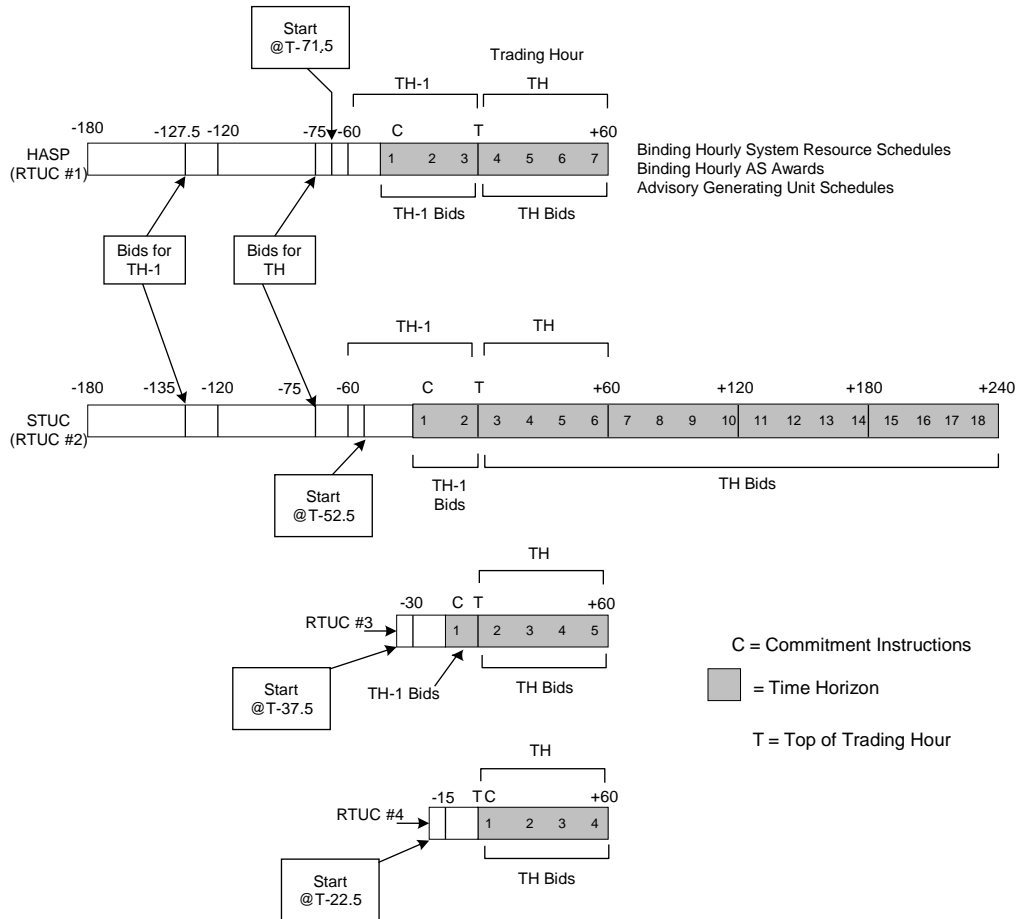 Start
@T-71,5
Trading Hour
TH-1
TH
-180
-127.5
-120
-75
-60
C
T
+60
HASP
(RTUC #1)
1 2 3 4 5 6 7
Binding Hourly System Resource Schedules
Binding Hourly AS Awards
Advisory Generating Unit Schedules
TH-1 Bids
TH Bids
Bids for
TH-1
Bids for
TH
TH-1
TH
-180
-135
-120
-75
-60
C
T
+60
+120
+180
+240
STUC
(RTUC #2)
1 2 3 4 5 6 7 8 9 10 11 12 13 14 15 16 17 18
TH-1
Bids
TH Bids
Start
@T-52.5
TH
-30
C
T
+60
RTUC #3
1 2 3 4 5
TH-1 Bids
TH Bids
Start
@T-37.5
C = Commitment Instructions
= Time Horizon
T = Top of Trading Hour
TH
-15
T C
+60
RTUC #4
1 2 3 4
TH Bids
Start
@T-22.5